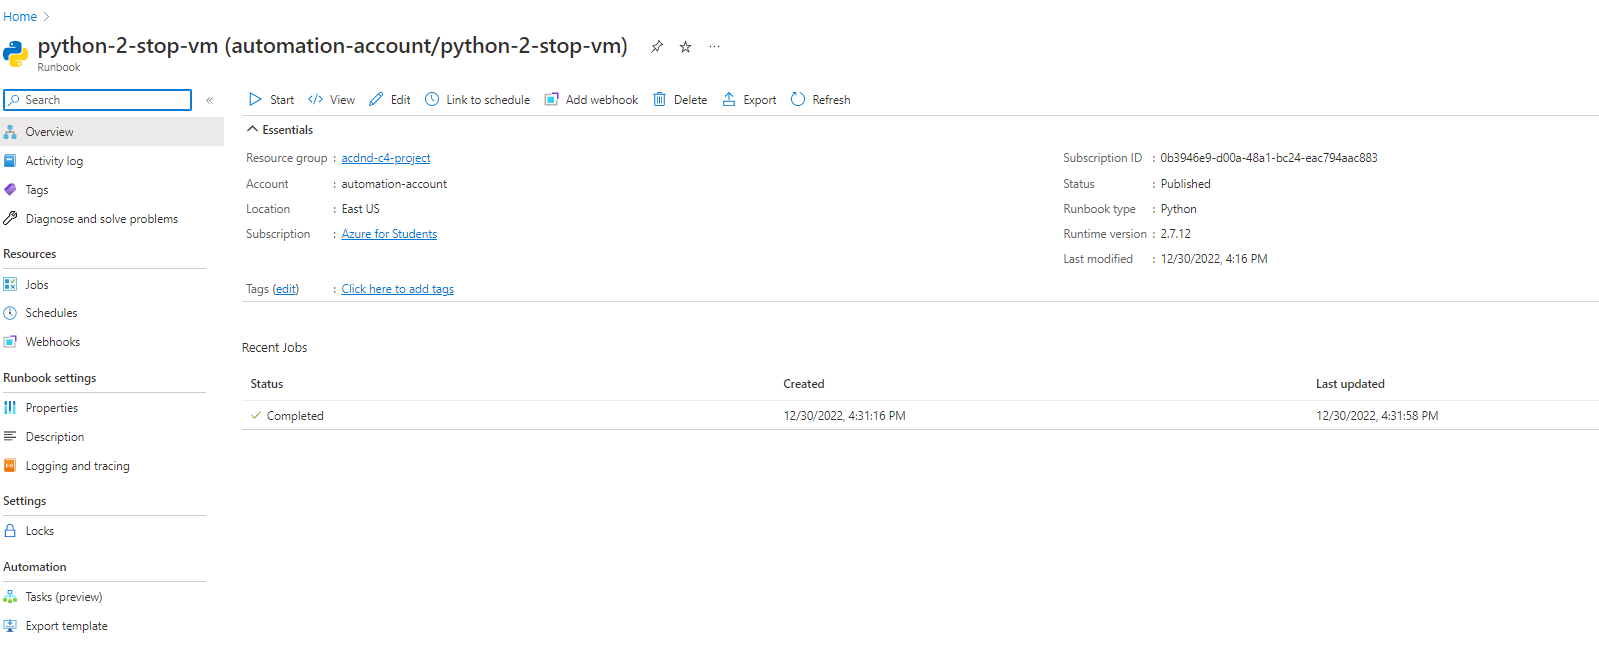 Home
python-2-stop-vm (automation-account/python-2-stop-vm)
Runbook
Search
Overview
Activity log
Tags
Diagnose and solve problems
Resources
Jobs
Schedules
Webhooks
Runbook settings
Properties
Description
Logging and tracing
Settings
Locks
Automation
Tasks (preview)
Export template
Start View Edit Link to schedule Add webhook Delete Export Refresh
Essentials
Resource group : acdnd-c4-project
Account : automation-account
Location : East US
Subscription : Azure for Students
Subscription ID : 0b3946e9-d00a-48a1-bc24-eac794aac883
Status : Published
Runbook type : Python
Runtime version : 2.7.12
Last modified : 12/30/2022, 4:16 PM
Tags (edit) : Click here to add tags
Recent Jobs
Status Created Last updated
Completed 12/30/2022, 4:31:16 PM 12/30/2022, 4:31:58 PM